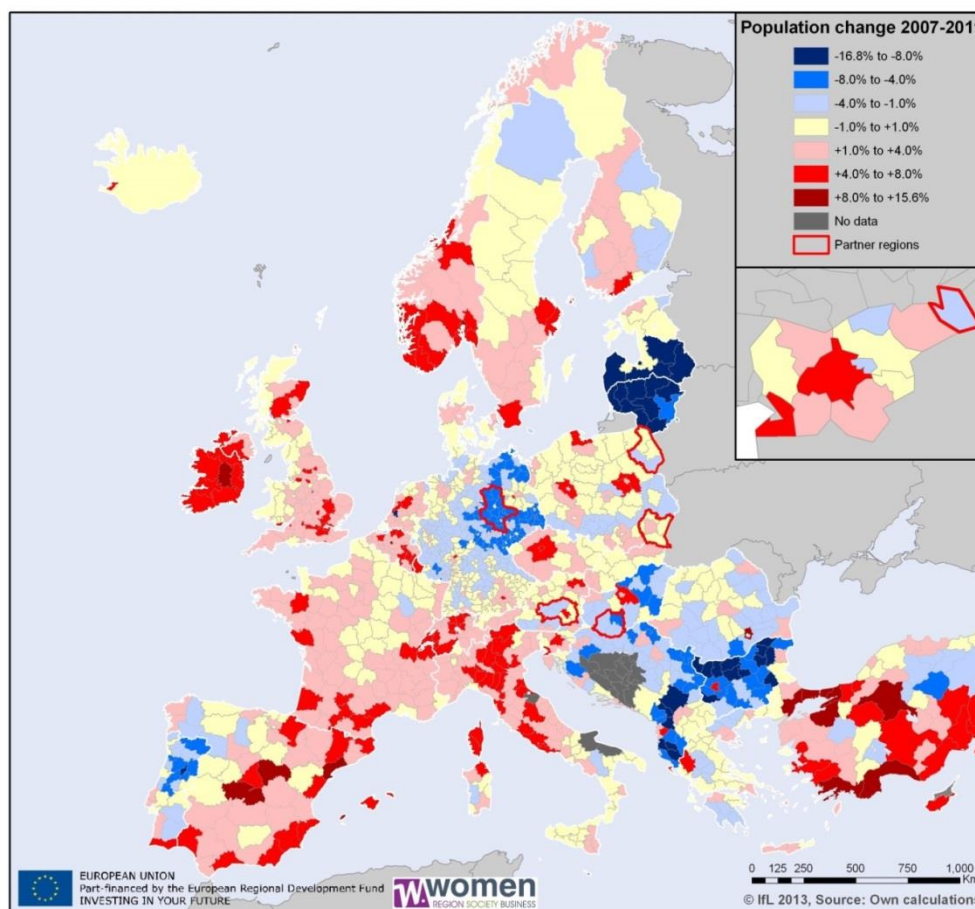 Population change 2007-201
-16.8% to -8.0%
-8.0% to -4.0%
-4.0% to -1.0%
-1.0% to +1.0%
+1.0% to +4.0%
+4.0% to +8.0%
+8.0% to +15.6%
No data
Partner regions
0 125 250 500 750 1,000
Km
© IfL 2013, Source: Own calculation
EUROPEAN UNION
Part-financed by the European Regional Development Fund
INVESTING IN YOUR FUTURE
W. women
REGION SOCIETY BUSINESS